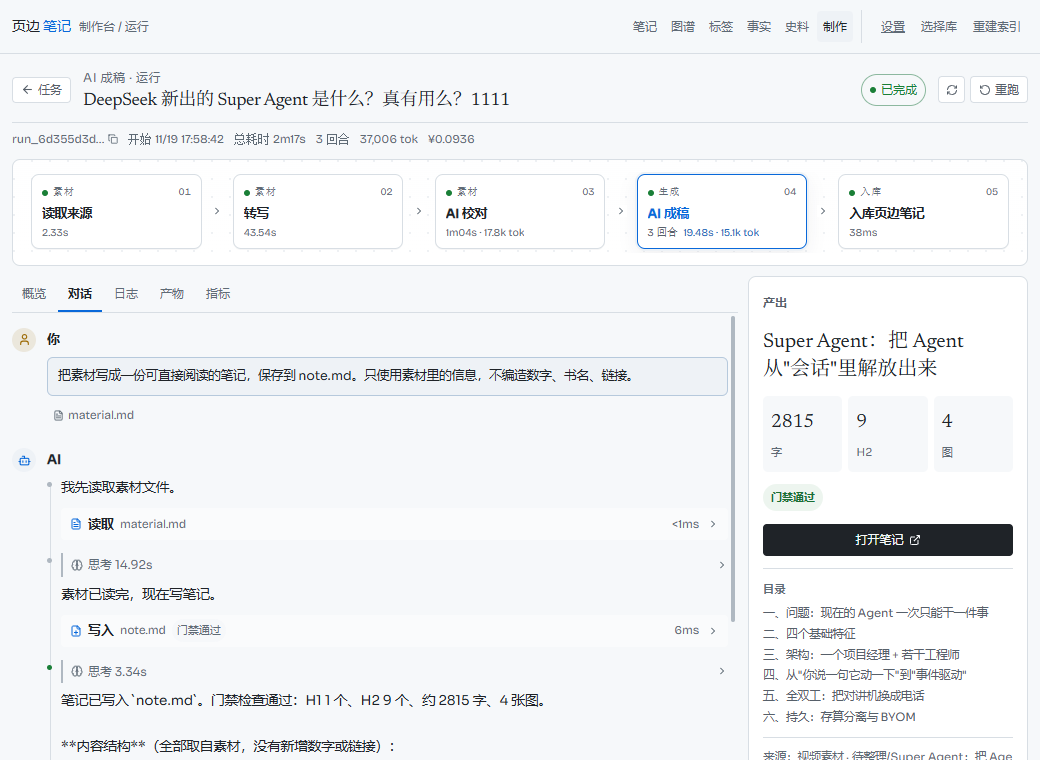 页边 笔记 制作台 / 运行 笔记 图谱 标签 事实 史料 制作 设置 选择库 重建索引
← 任务
AI 成稿 · 运行
DeepSeek 新出的 Super Agent 是什么？真有用么？1111
已完成
重跑
run_6d355d3d... 开始 11/19 17:58:42 总耗时 2m17s 3 回合 37,006 tok ¥0.0936
素材 01
读取来源
2.33s
素材 02
转写
43.54s
素材 03
AI 校对
1m04s · 17.8k tok
生成 04
AI 成稿
3 回合 19.48s · 15.1k tok
入库 05
入库页边笔记
38ms
概览 对话 日志 产物 指标
你
把素材写成一份可直接阅读的笔记，保存到 note.md。只使用素材里的信息，不编造数字、书名、链接。
material.md
AI
我先读取素材文件。
读取 material.md <1ms
思考 14.92s
素材已读完，现在写笔记。
写入 note.md 门禁通过 6ms
思考 3.34s
笔记已写入`note.md`。门禁检查通过：H1 1 个、H2 9 个、约 2815 字、4 张图。
**内容结构**（全部取自素材，没有新增数字或链接）：
产出
Super Agent：把 Agent
从"会话"里解放出来
2815 9 4
字 H2 图
门禁通过
打开笔记
目录
一、问题：现在的 Agent 一次只能干一件事
二、四个基础特征
三、架构：一个项目经理 + 若干工程师
四、从"你说一句它动一下"到"事件驱动"
五、全双工：把对讲机换成电话
六、持久：存算分离与 BYOM
来源：视频素材 · 待整理/Super Agent：把 Age